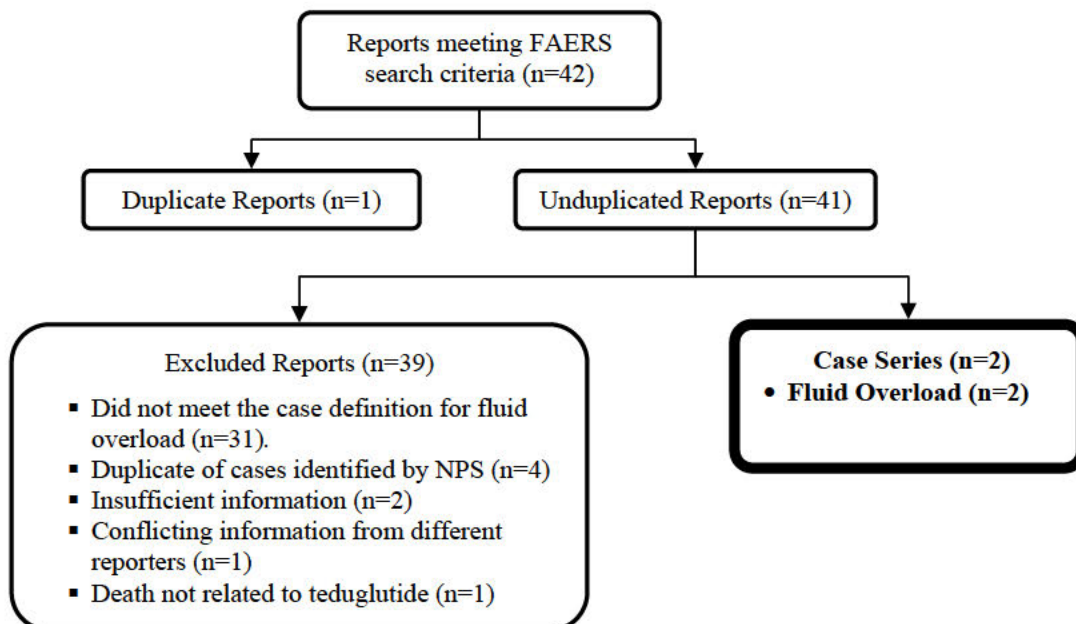 Reports meeting FAERS
search criteria (n=42)
Duplicate Reports (n=1)
Unduplicated Reports (n=41)
Excluded Reports (n=39)
▪ Did not meet the case definition for fluid
overload (n=31).
▪ Duplicate of cases identified by NPS (n=4)
▪ Insufficient information (n=2)
▪ Conflicting information from different
reporters (n=1)
▪ Death not related to teduglutide (n=1)
Case Series (n=2)
• Fluid Overload (n=2)